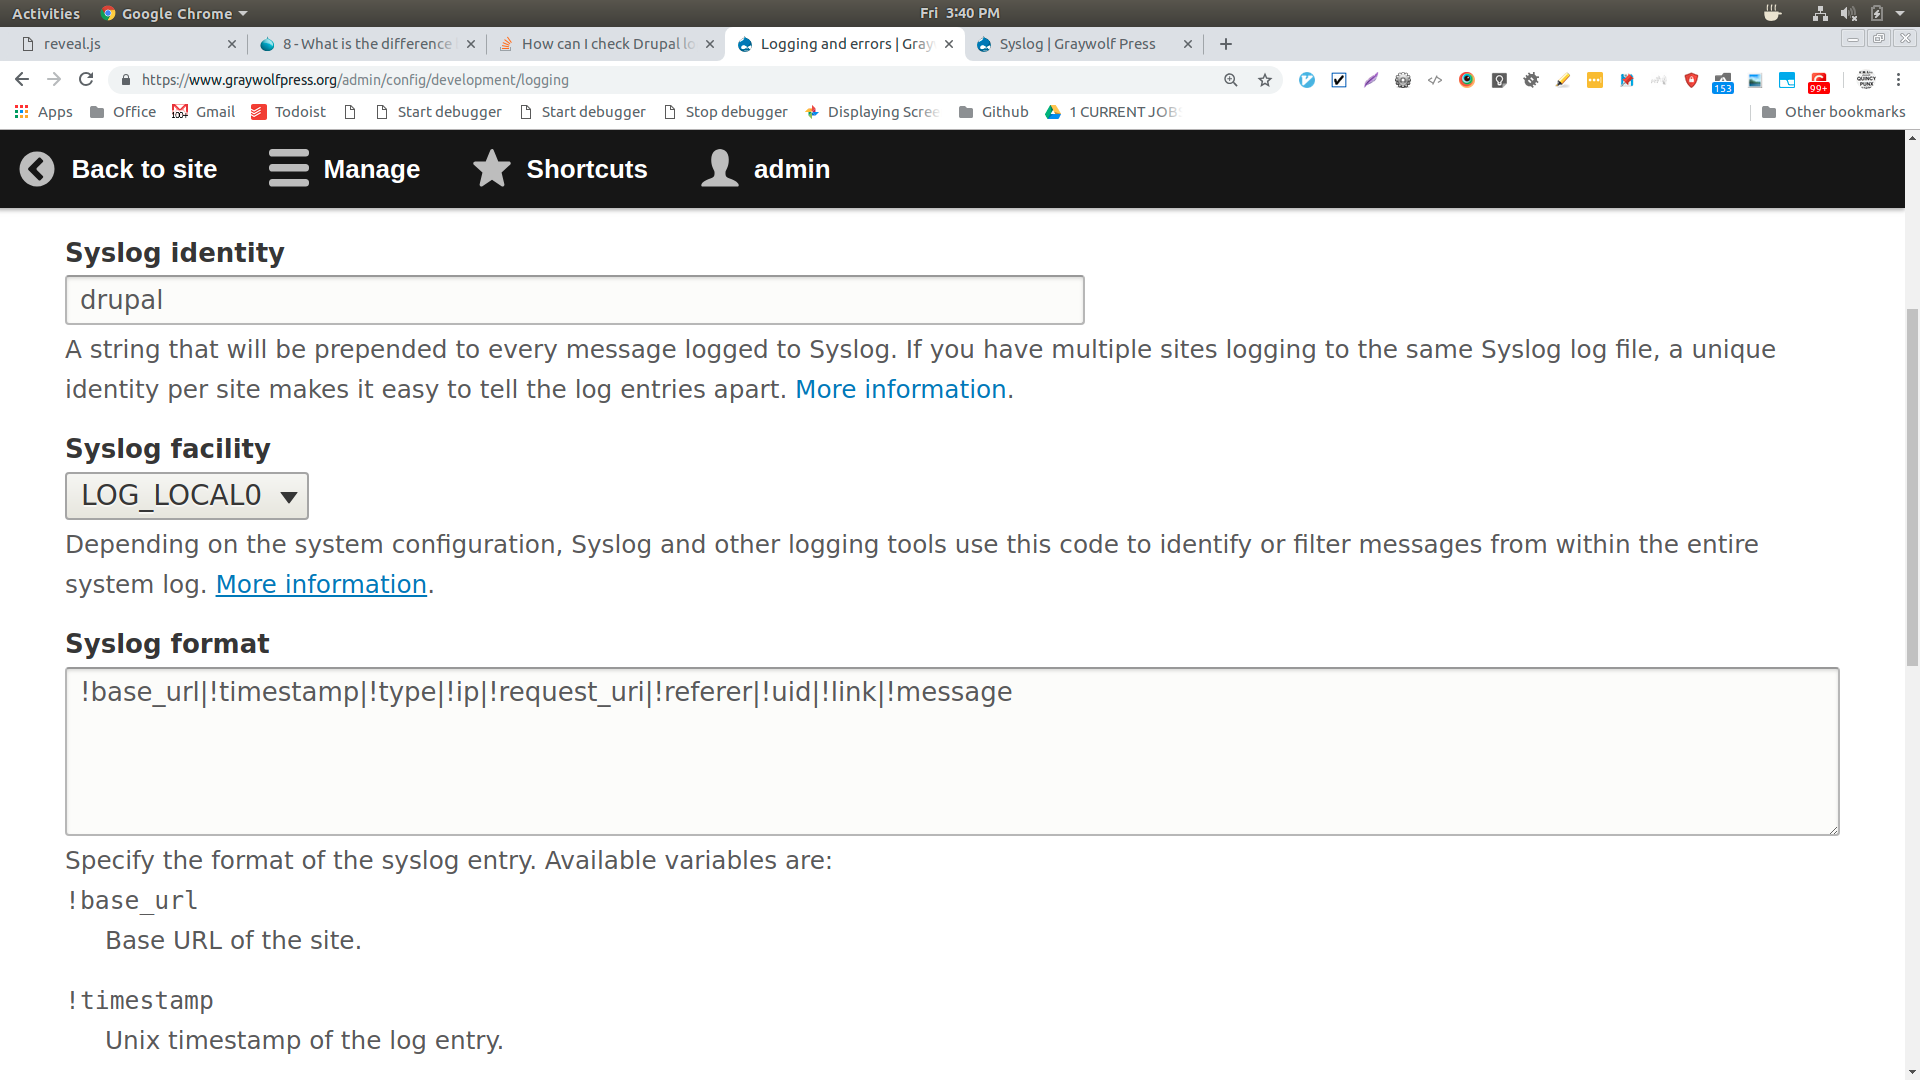 Activities Google Chrome Fri 3:40 PM
reveal.js 8 - What is the difference How can I check Drupal lo Logging and errors | Gray Syslog | Graywolf Press
https://www.graywolfpress.org/admin/config/development/logging 153 99+
Apps Office Gmail Todoist Start debugger Start debugger Stop debugger Displaying Scree Github 1 CURRENT JOBS Other bookmarks
Back to site Manage Shortcuts admin
Syslog identity
drupal
A string that will be prepended to every message logged to Syslog. If you have multiple sites logging to the same Syslog log file, a unique
identity per site makes it easy to tell the log entries apart. More information.
Syslog facility
LOG_LOCAL0
Depending on the system configuration, Syslog and other logging tools use this code to identify or filter messages from within the entire
system log. More information.
Syslog format
!base_url|!timestamp|!type|!ip|!request_uri|!referer|!uid|!link|!message
Specify the format of the syslog entry. Available variables are:
!base_url
Base URL of the site.
!timestamp
Unix timestamp of the log entry.